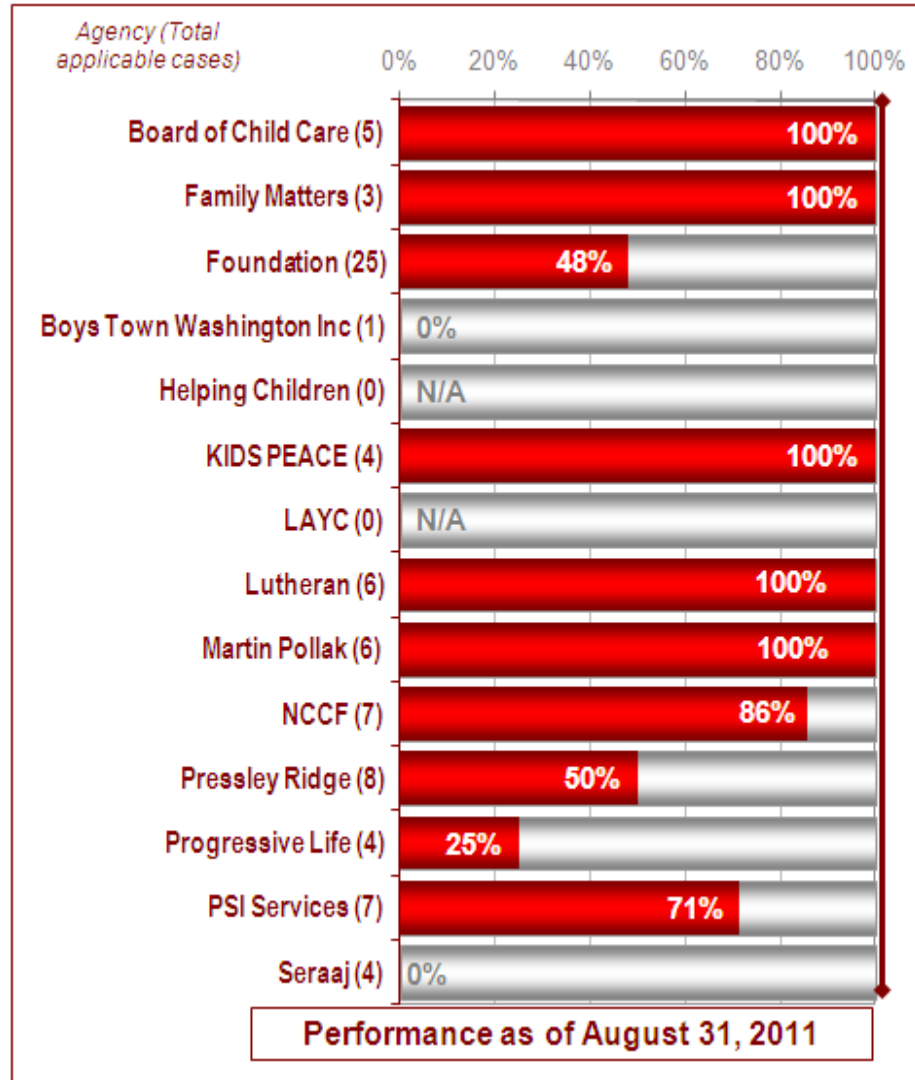 Agency (Total
applicable cases)
0% 20% 40% 60% 80% 100%
Board of Child Care (5) 100%
Family Matters (3) 100%
Foundation (25) 48%
Boys Town Washington Inc (1) 0%
Helping Children (0) N/A
KIDS PEACE (4) 100%
LAYC (0) N/A
Lutheran (6) 100%
Martin Pollak (6) 100%
NCCF (7) 86%
Pressley Ridge (8) 50%
Progressive Life (4) 25%
PSI Services (7) 71%
Seraaj (4) 0%
Performance as of August 31, 2011